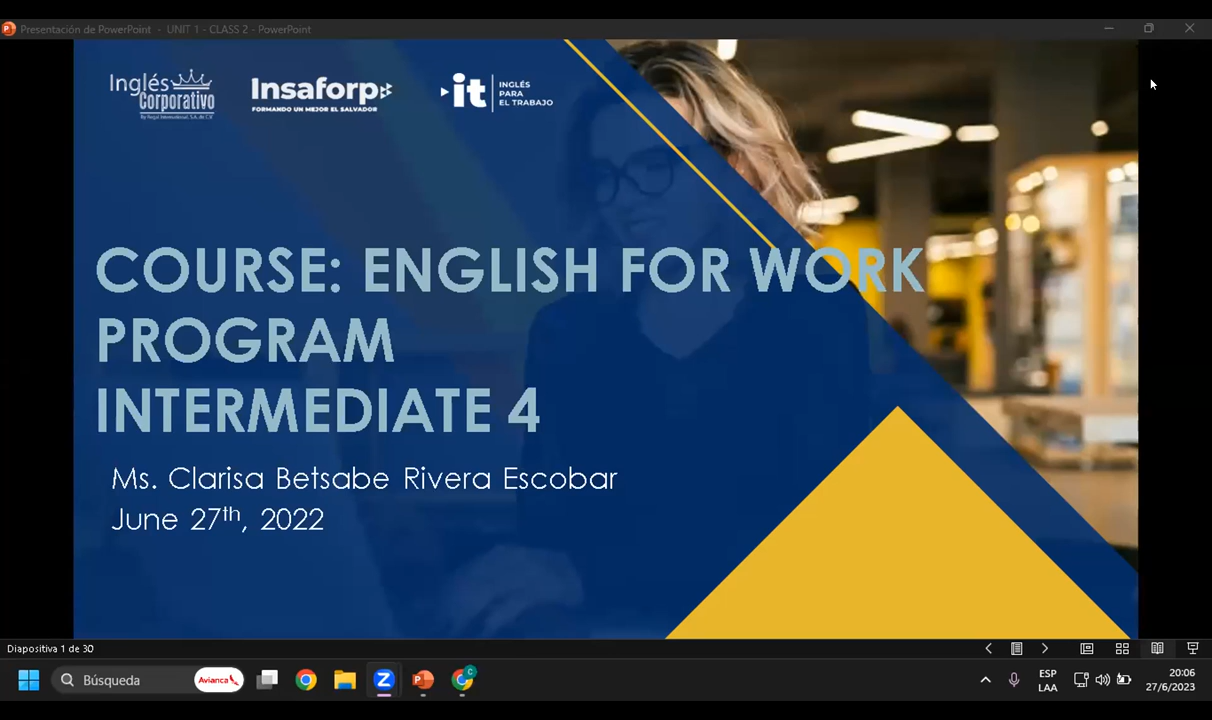 Presentación de PowerPoint - UNIT 1 - CLASS 2 - PowerPoint
Inglés
Corporativo
Insaforp
FORMANDO UN MEJOR EL SALVADOR
it
INGLÉS
PARA
EL TRABAJO
COURSE: ENGLISH FOR WORK
PROGRAM
INTERMEDIATE 4
Ms. Clarisa Betsabe Rivera Escobar
June 27th, 2022
Diapositiva 1 de 30
Búsqueda
Avianca
ESP
LAA
20:06
27/6/2023